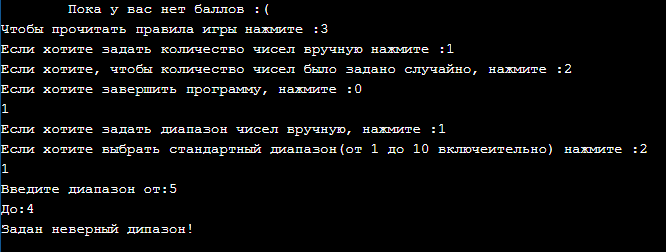 Пока у вас нет баллов :(
Чтобы прочитать правила игры нажмите :3
Если хотите задать количество чисел вручную нажмите :1
Если хотите, чтобы количество чисел было задано случайно, нажмите :2
Если хотите завершить программу, нажмите :0
1
Если хотите задать диапазон чисел вручную, нажмите :1
Если хотите выбрать стандартный диапазон(от 1 до 10 включеительно) нажмите :2
1
Введите диапазон от:5
До:4
Задан неверный дипазон!